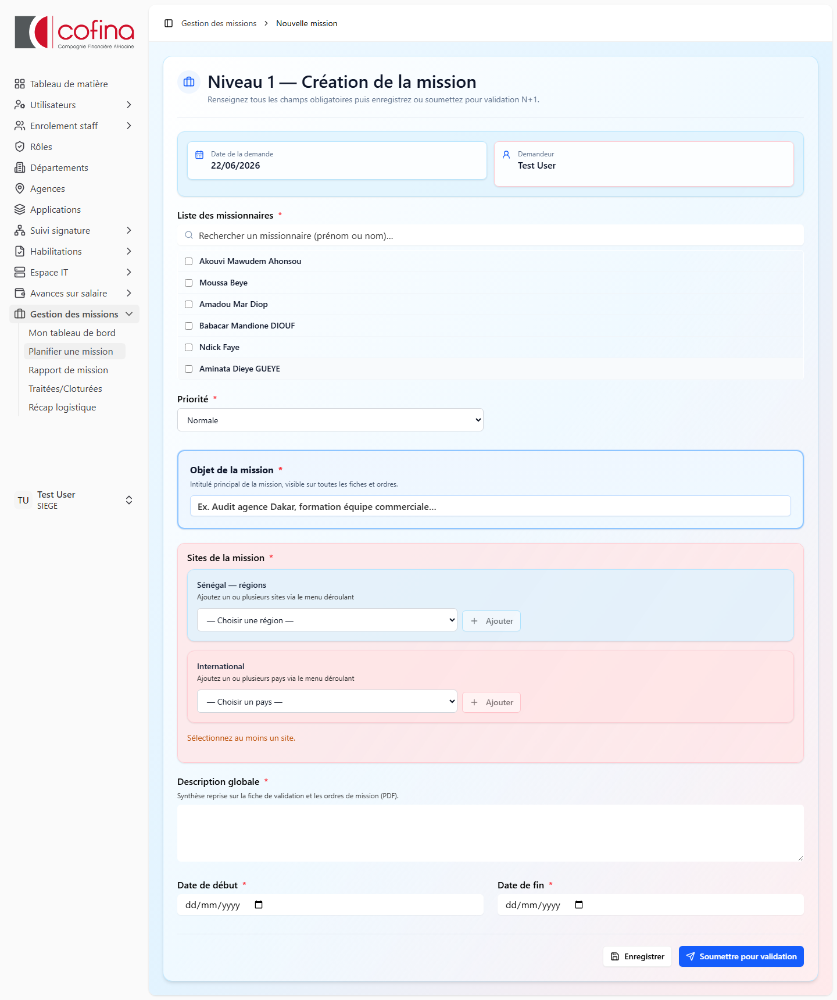 cofina
Compagnie Financière Africaine
Tableau de matière
Utilisateurs
Enrolement staff
Rôles
Départements
Agences
Applications
Suivi signature
Habilitations
Espace IT
Avances sur salaire
Gestion des missions
Mon tableau de bord
Planifier une mission
Rapport de mission
Traitées/Cloturées
Récap logistique
TU
Test User
SIEGE
Gestion des missions
Nouvelle mission
Niveau 1 — Création de la mission
Renseignez tous les champs obligatoires puis enregistrez ou soumettez pour validation N+1.
Date de la demande
22/06/2026
Demandeur
Test User
Liste des missionnaires *
Rechercher un missionnaire (prénom ou nom)...
Akouvi Mawudem Ahonsou
Moussa Beye
Amadou Mar Diop
Babacar Mandione DIOUF
Ndick Faye
Aminata Dieye GUEYE
Priorité *
Normale
Objet de la mission *
Intitulé principal de la mission, visible sur toutes les fiches et ordres.
Ex. Audit agence Dakar, formation équipe commerciale...
Sites de la mission *
Sénégal — régions
Ajoutez un ou plusieurs sites via le menu déroulant
— Choisir une région —
+ Ajouter
International
Ajoutez un ou plusieurs pays via le menu déroulant
— Choisir un pays —
+ Ajouter
Sélectionnez au moins un site.
Description globale *
Synthèse reprise sur la fiche de validation et les ordres de mission (PDF).
Date de début *
dd/mm/yyyy
Date de fin *
dd/mm/yyyy
Enregistrer
Soumettre pour validation